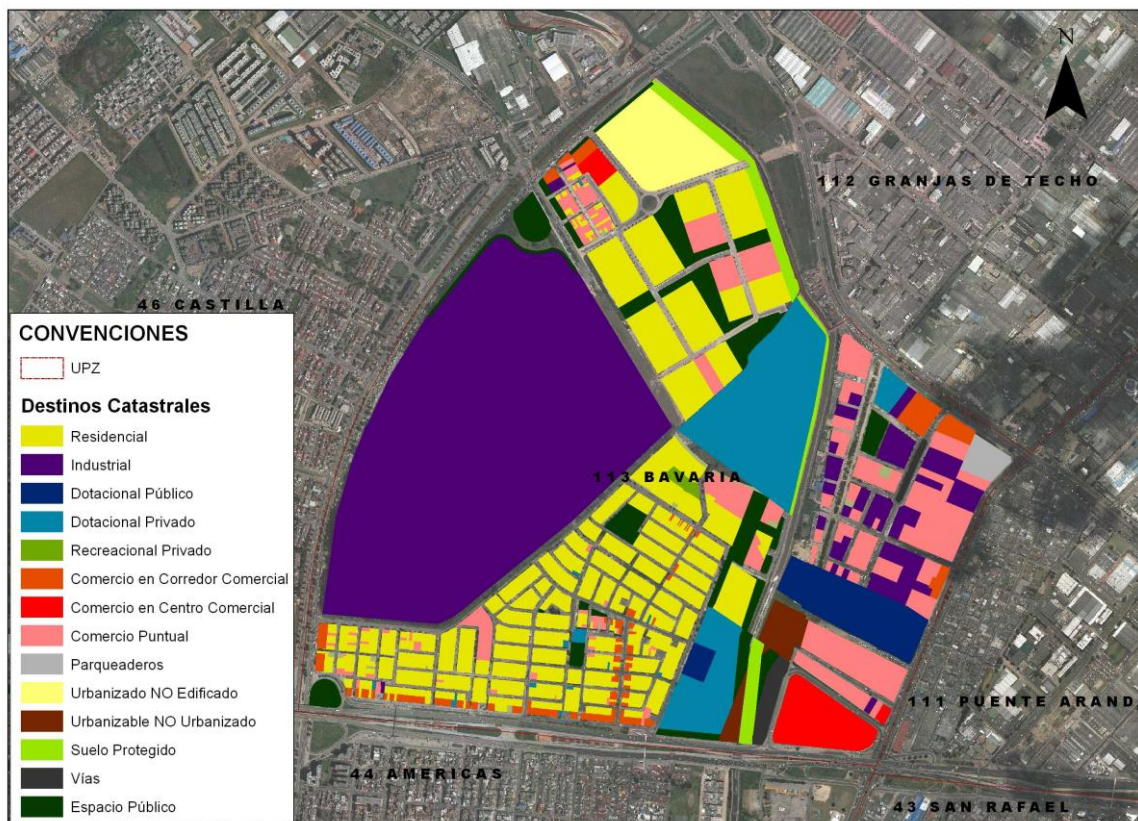 N
112 GRANJAS DE TECHO
46 CASTILLA
CONVENCIONES
UPZ
Destinos Catastrales
Residencial
Industrial
Dotacional Público
Dotacional Privado
Recreacional Privado
Comercio en Corredor Comercial
Comercio en Centro Comercial
Comercio Puntual
Parqueaderos
Urbanizado NO Edificado
Urbanizable NO Urbanizado
Suelo Protegido
Vías
Espacio Público
113 BAVARIA
111 PUENTE ARAND
44 AMERICAS
43 SAN RAFAEL